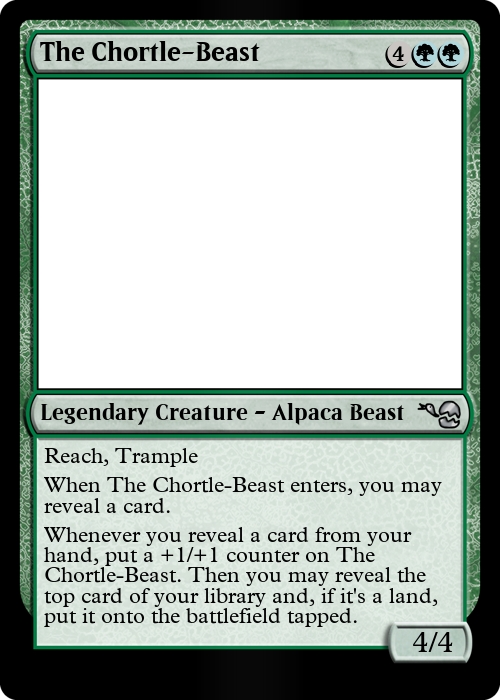 The Chortle-Beast 4
Legendary Creature – Alpaca Beast
Reach, Trample
When The Chortle-Beast enters, you may
reveal a card.
Whenever you reveal a card from your
hand, put a +1/+1 counter on The
Chortle-Beast. Then you may reveal the
top card of your library and, if it's a land,
put it onto the battlefield tapped.
4/4